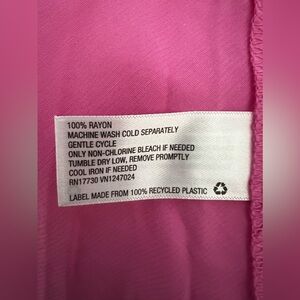 100% RAYON
MACHINE WASH COLD SEPARATELY
GENTLE CYCLE
ONLY NON-CHLORINE BLEACH IF NEEDED
TUMBLE DRY LOW, REMOVE PROMPTLY
COOL IRON IF NEEDED
RN17730 VN1247024
LABEL MADE FROM 100% RECYCLED PLASTIC